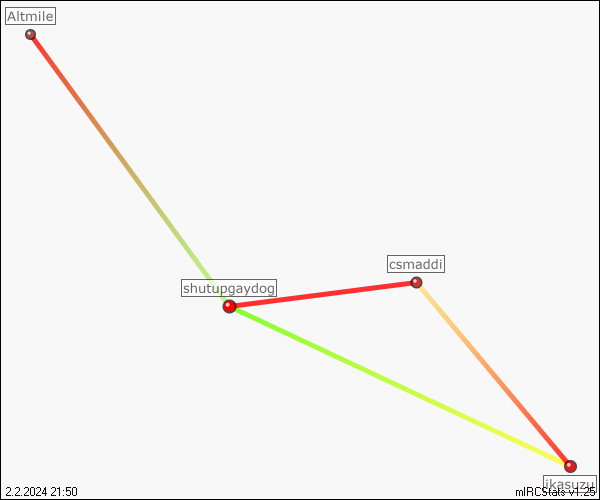 Altmile
csmaddi
shutupgaydog
ikasuzu
2.2.2024 21:50
mIRCStats v1.25